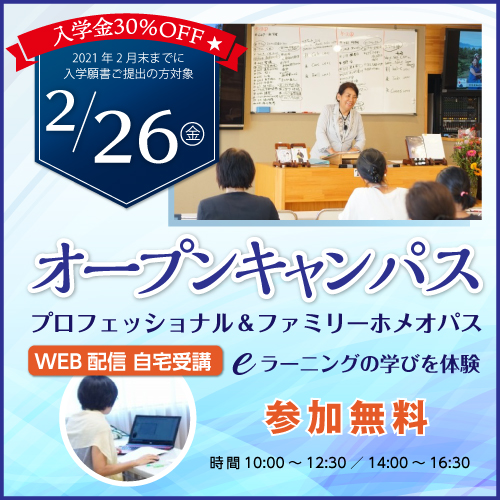 入学金30％OFF★
2021年2月末までに
入学願書ご提出の方対象
2/26㊎
オープンキャンパス
プロフェッショナル＆ファミリーホメオパス
WEB配信 自宅受講
eラーニングの学びを体験
参加無料
時間 10:00 〜 12:30 ／ 14:00 〜 16:30